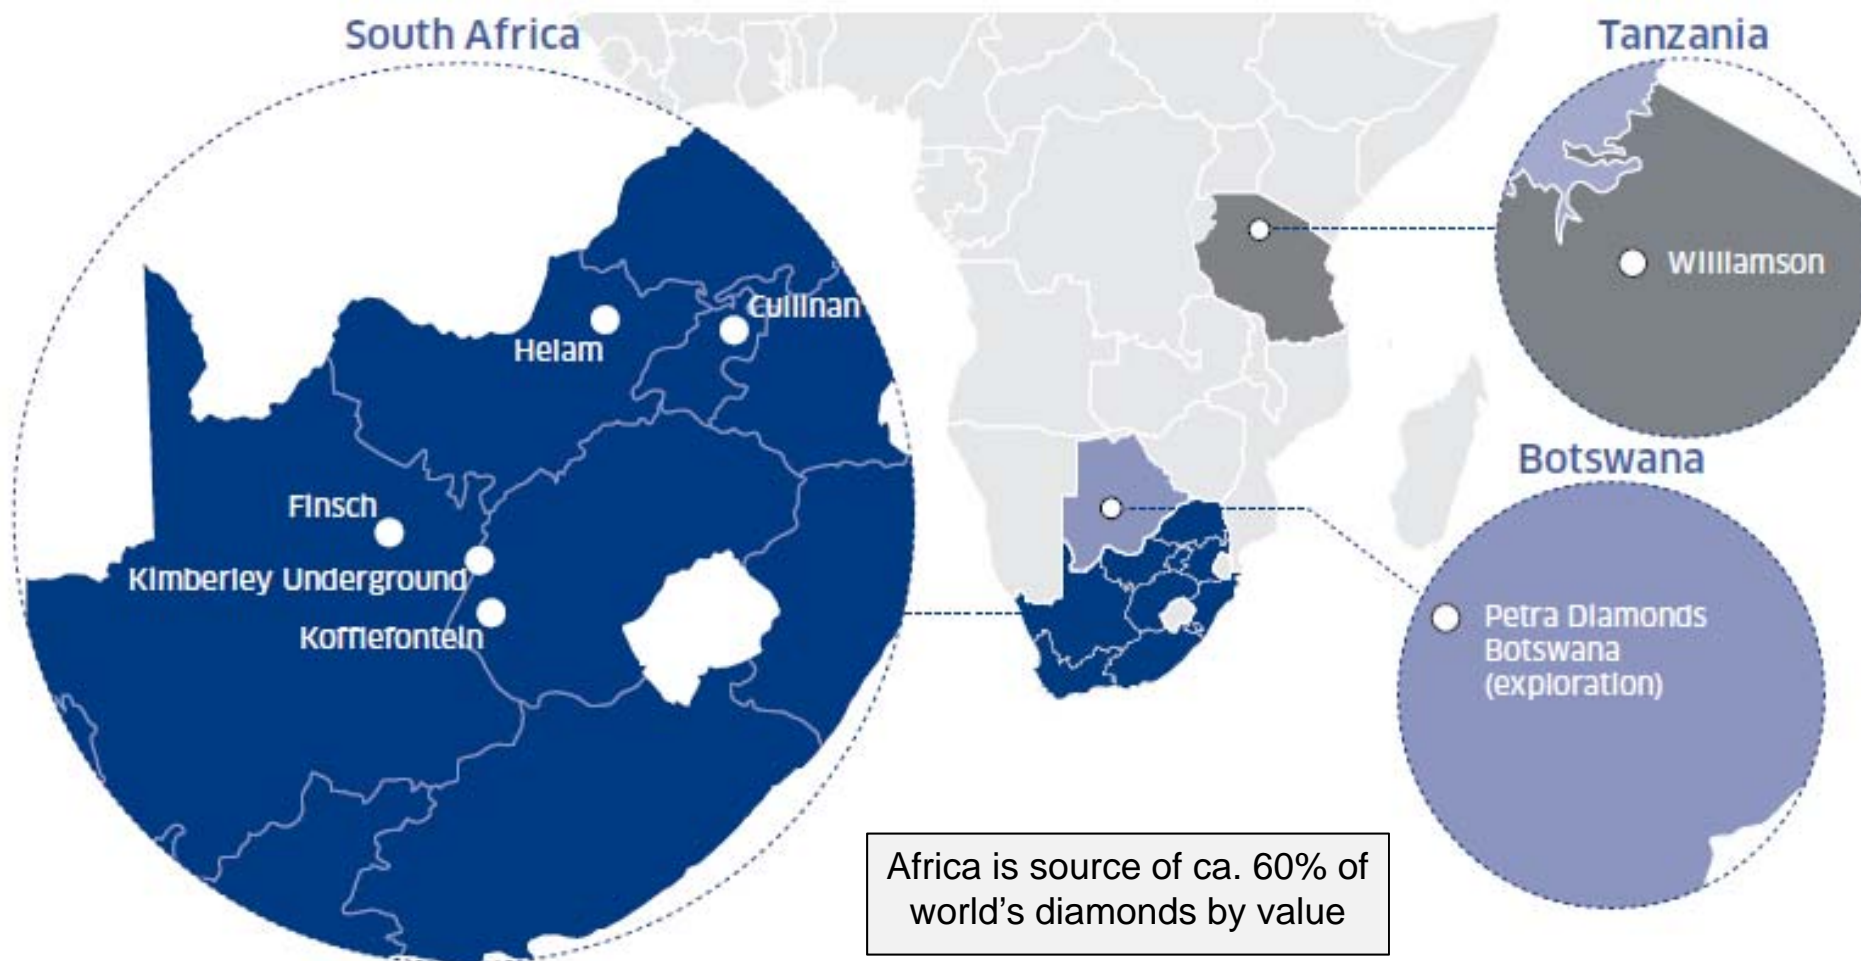 South Africa
Cullinan
Helam
Finsch
Kimberley Underground
Koffiefontein
Tanzania
Williamson
Botswana
Petra Diamonds
Botswana
(exploration)
Africa is source of ca. 60% of
world’s diamonds by value